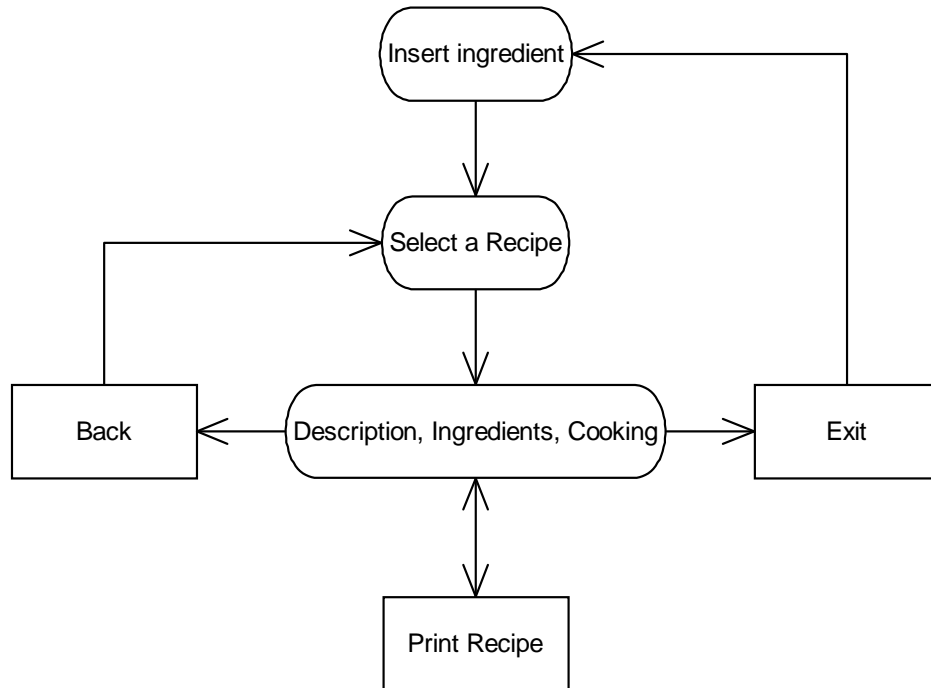 Insert ingredient
Select a Recipe
Back
Description, Ingredients, Cooking
Exit
Print Recipe